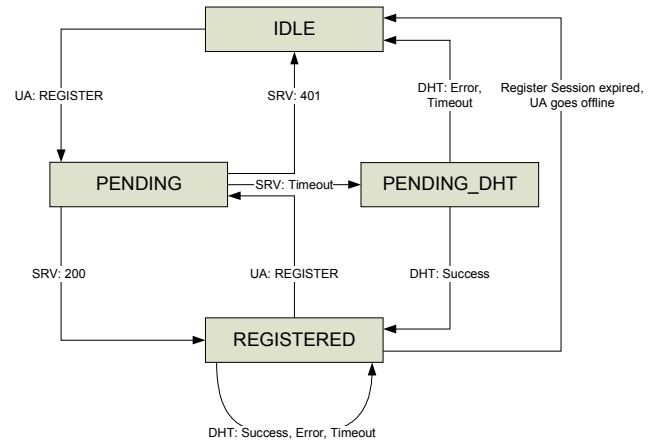 IDLE
UA: REGISTER
SRV: 401
DHT: Error,
Timeout
Register Session expired,
UA goes offline
PENDING
SRV: Timeout
PENDING_DHT
SRV: 200
UA: REGISTER
DHT: Success
REGISTERED
DHT: Success, Error, Timeout